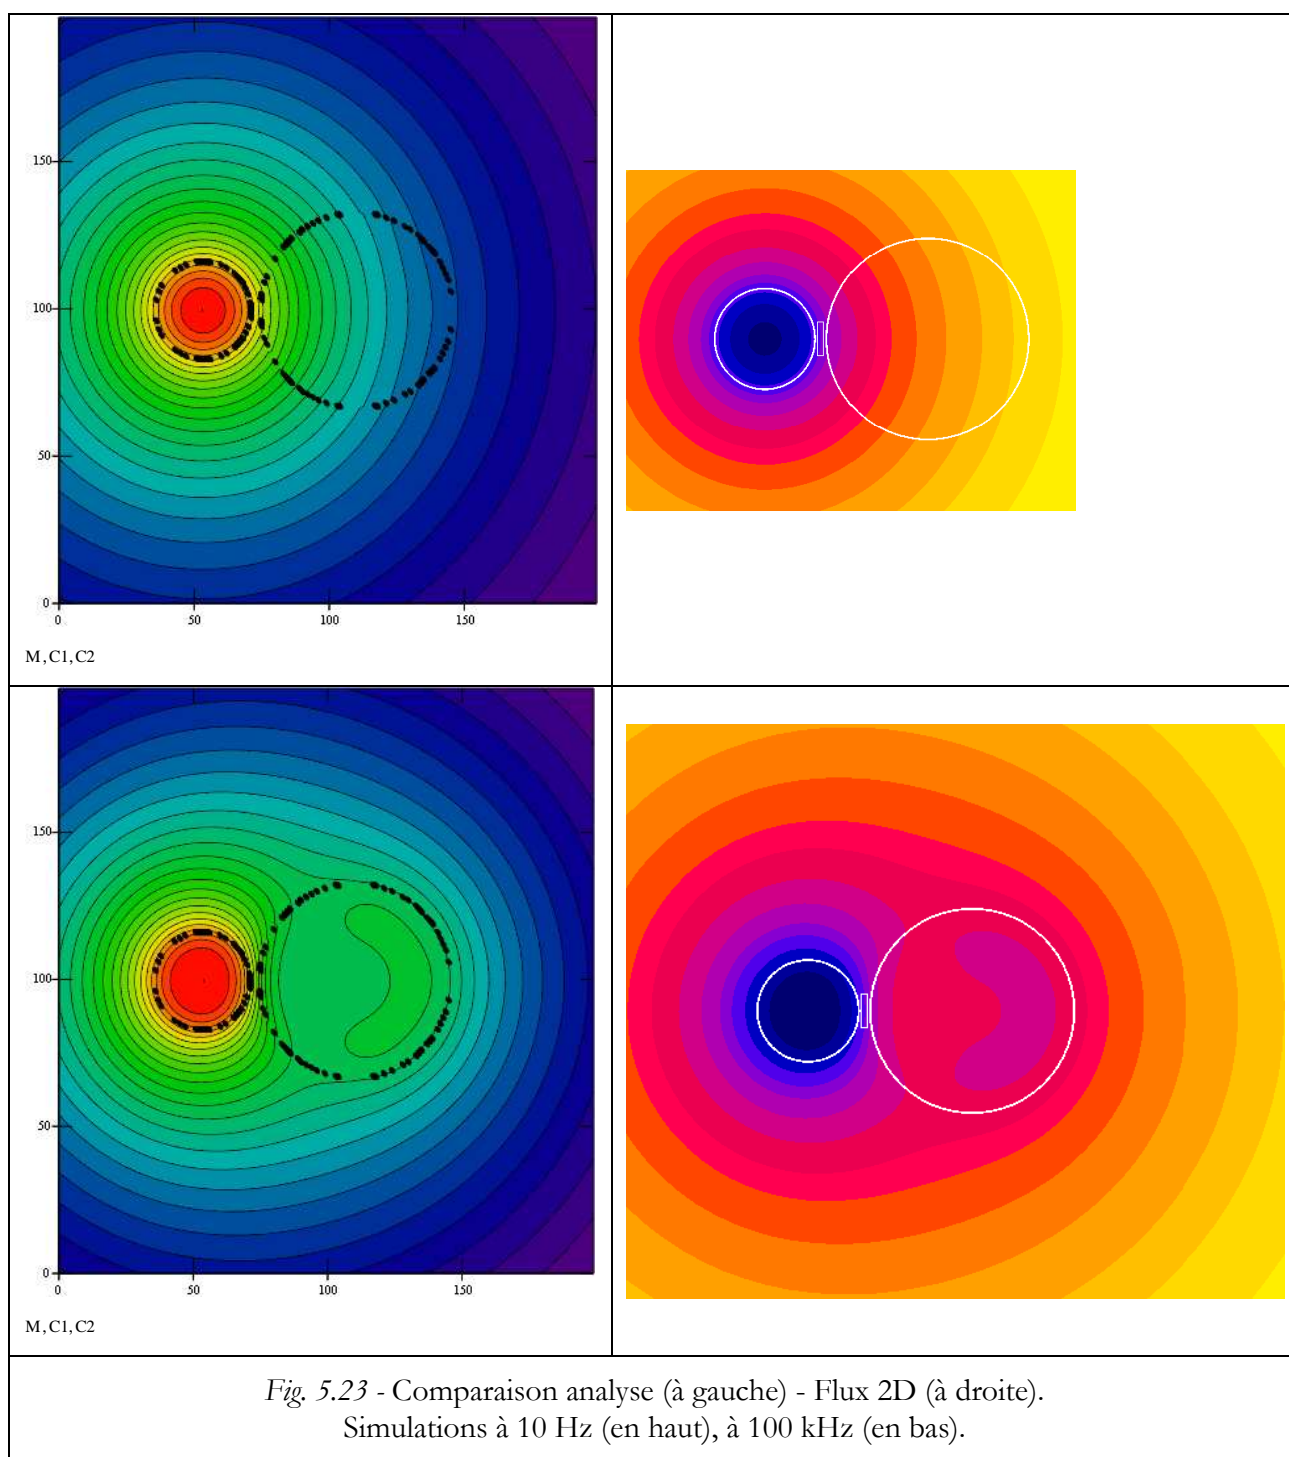 150
100
50
0
0 50 100 150
M,C1,C2
150
100
50
0
0 50 100 150
M,C1,C2
Fig. 5.23 - Comparaison analyse (à gauche) - Flux 2D (à droite).
Simulations à 10 Hz (en haut), à 100 kHz (en bas).